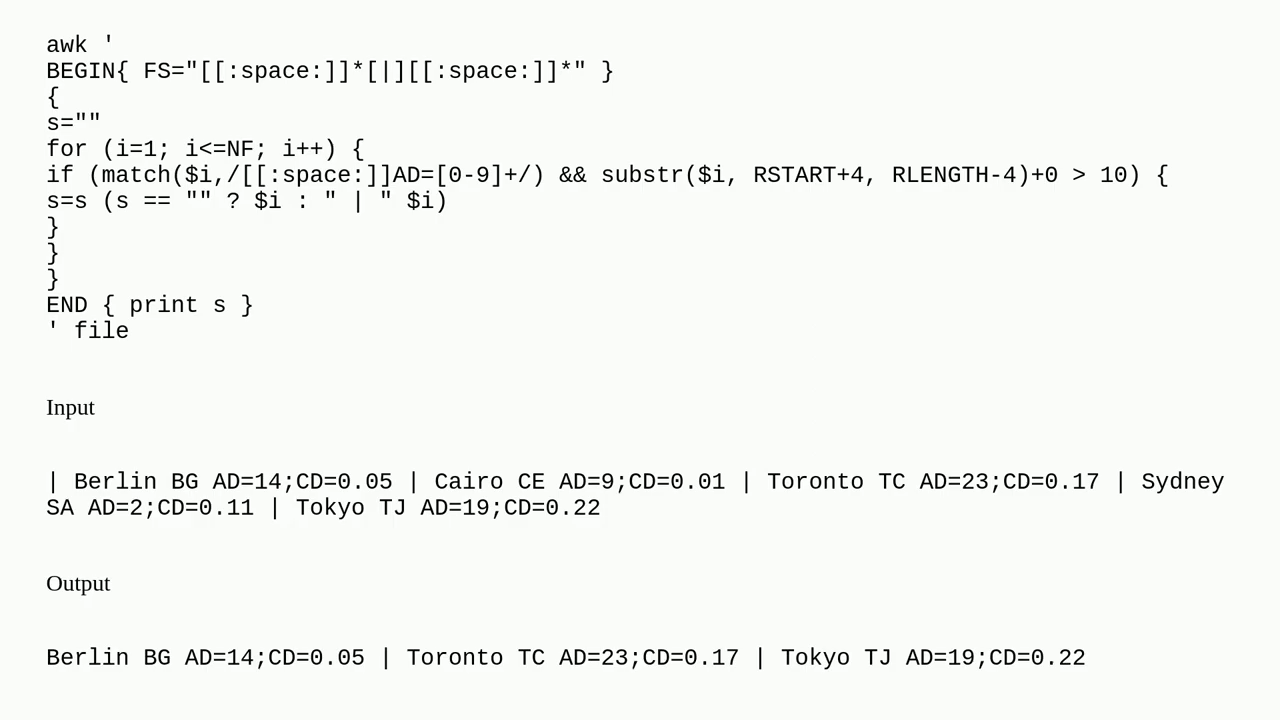 awk '
BEGIN{ FS="[[:space:]]*[|][[:space:]]*" }
{
s=""
for (i=1; i<=NF; i++) {
if (match($i,/[[:space:]]AD=[0-9]+/) && substr($i, RSTART+4, RLENGTH-4)+0 > 10) {
s=s (s == "" ? $i : " | " $i)
}
}
}
END { print s }
' file
Input
| Berlin BG AD=14;CD=0.05 | Cairo CE AD=9;CD=0.01 | Toronto TC AD=23;CD=0.17 | Sydney
SA AD=2;CD=0.11 | Tokyo TJ AD=19;CD=0.22
Output
Berlin BG AD=14;CD=0.05 | Toronto TC AD=23;CD=0.17 | Tokyo TJ AD=19;CD=0.22